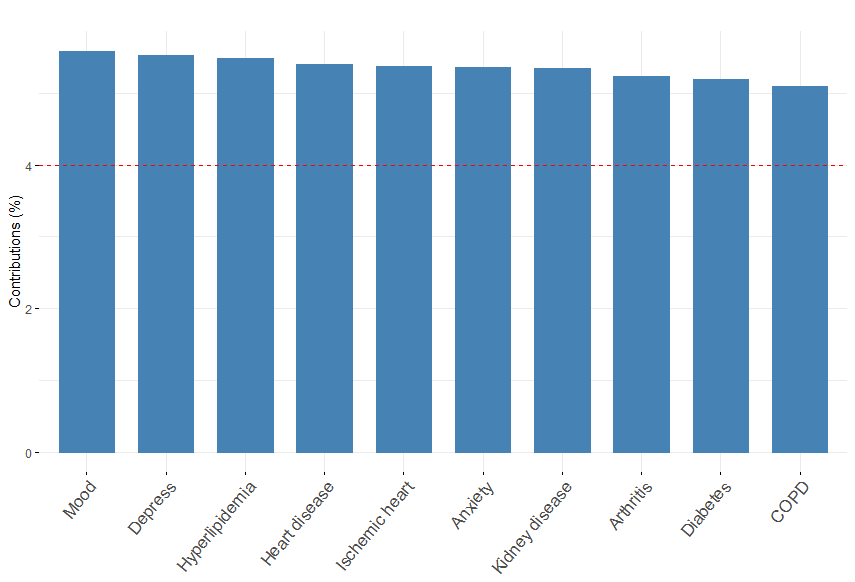 Contributions (%)
4
2
0
Mood
Depress
Hyperlipidemia
Heart disease
Ischemic heart
Anxiety
Kidney disease
Arthritis
Diabetes
COPD